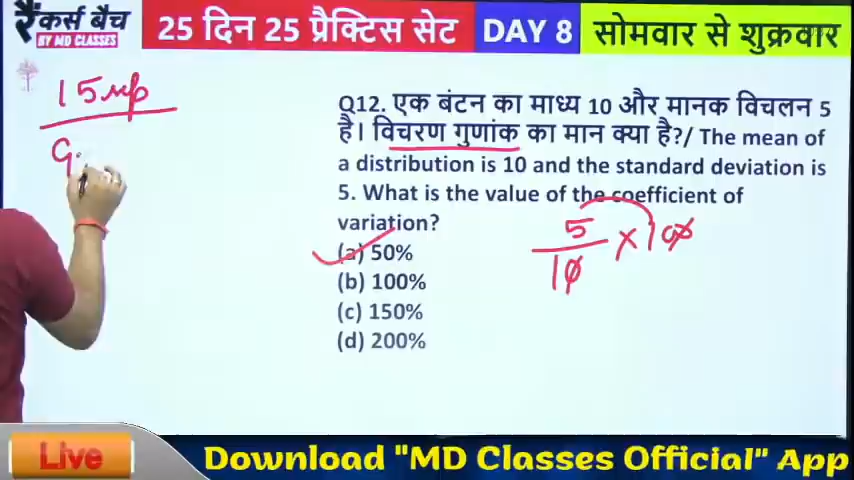 रैंकर्स बैच
BY MD CLASSES
25 दिन 25 प्रैक्टिस सेट
DAY 8
सोमवार से शुक्रवार
15 up
9:
Q12. एक बंटन का माध्य 10 और मानक विचलन 5
है। विचरण गुणांक का मान क्या है?/ The mean of
a distribution is 10 and the standard deviation is
5. What is the value of the coefficient of
variation?
(a) 50%
(b) 100%
(c) 150%
(d) 200%
5
10 × 100
Live
Download "MD Classes Official" App